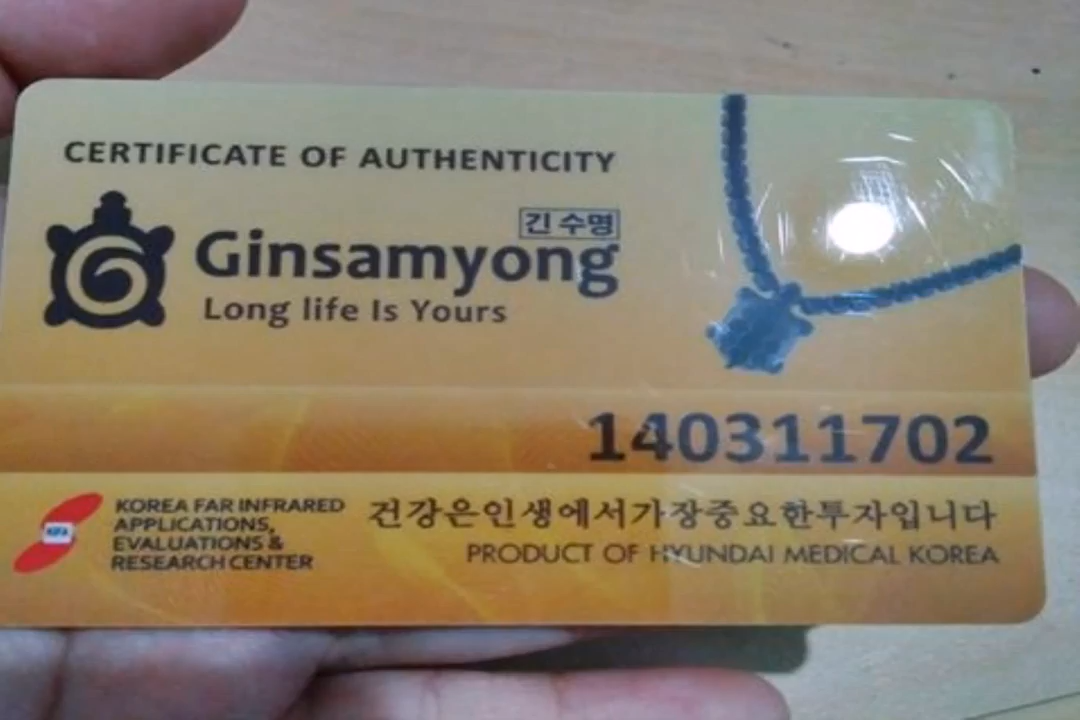 CERTIFICATE OF AUTHENTICITY
긴 수명
Ginsamyong
Long life Is Yours
140311702
KOREA FAR INFRARED
APPLICATIONS,
EVALUATIONS &
RESEARCH CENTER
건강은인생에서가장중요한투자입니다
PRODUCT OF HYUNDAI MEDICAL KOREA